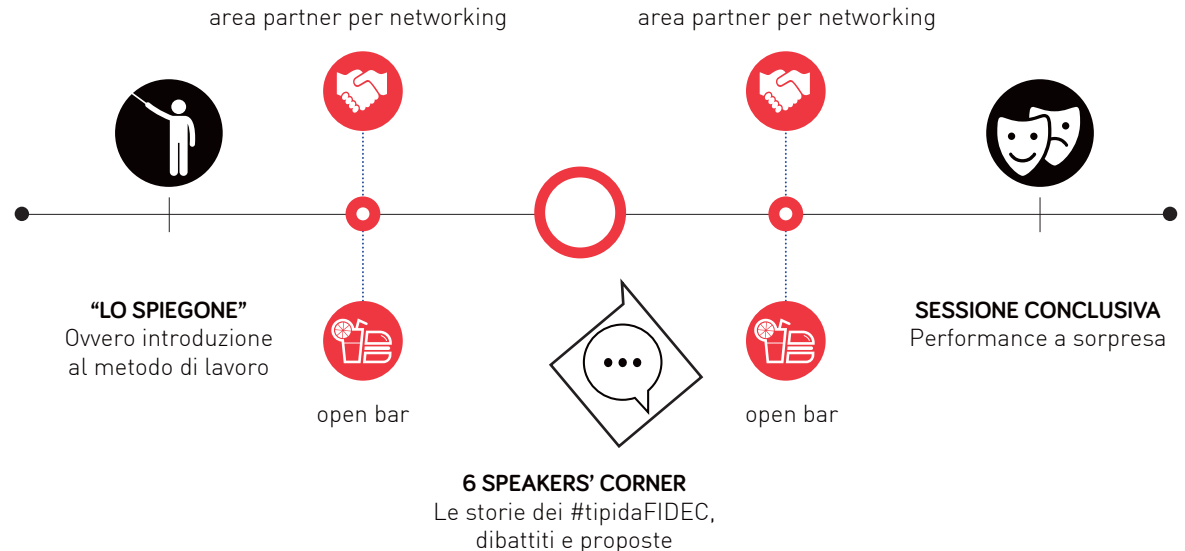 area partner per networking
area partner per networking
“LO SPIEGONE”
Ovvero introduzione
al metodo di lavoro
open bar
6 SPEAKERS’ CORNER
Le storie dei #tipidaFIDEC,
dibattiti e proposte
open bar
SESSIONE CONCLUSIVA
Performance a sorpresa